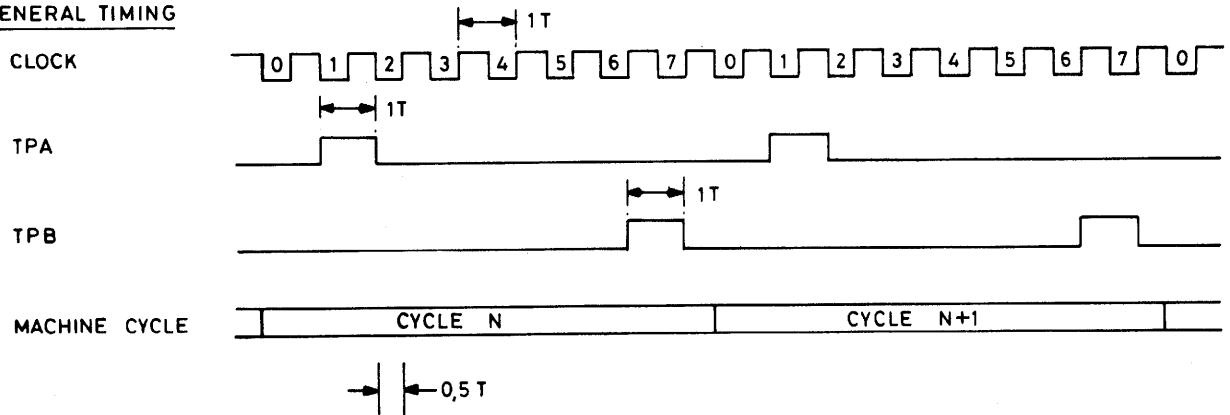 ENERAL TIMING
1T
CLOCK
0 1 2 3 4 5 6 7 0 1 2 3 4 5 6 7 0
1T
TPA
1T
TPB
MACHINE CYCLE
CYCLE N
CYCLE N+1
0,5 T